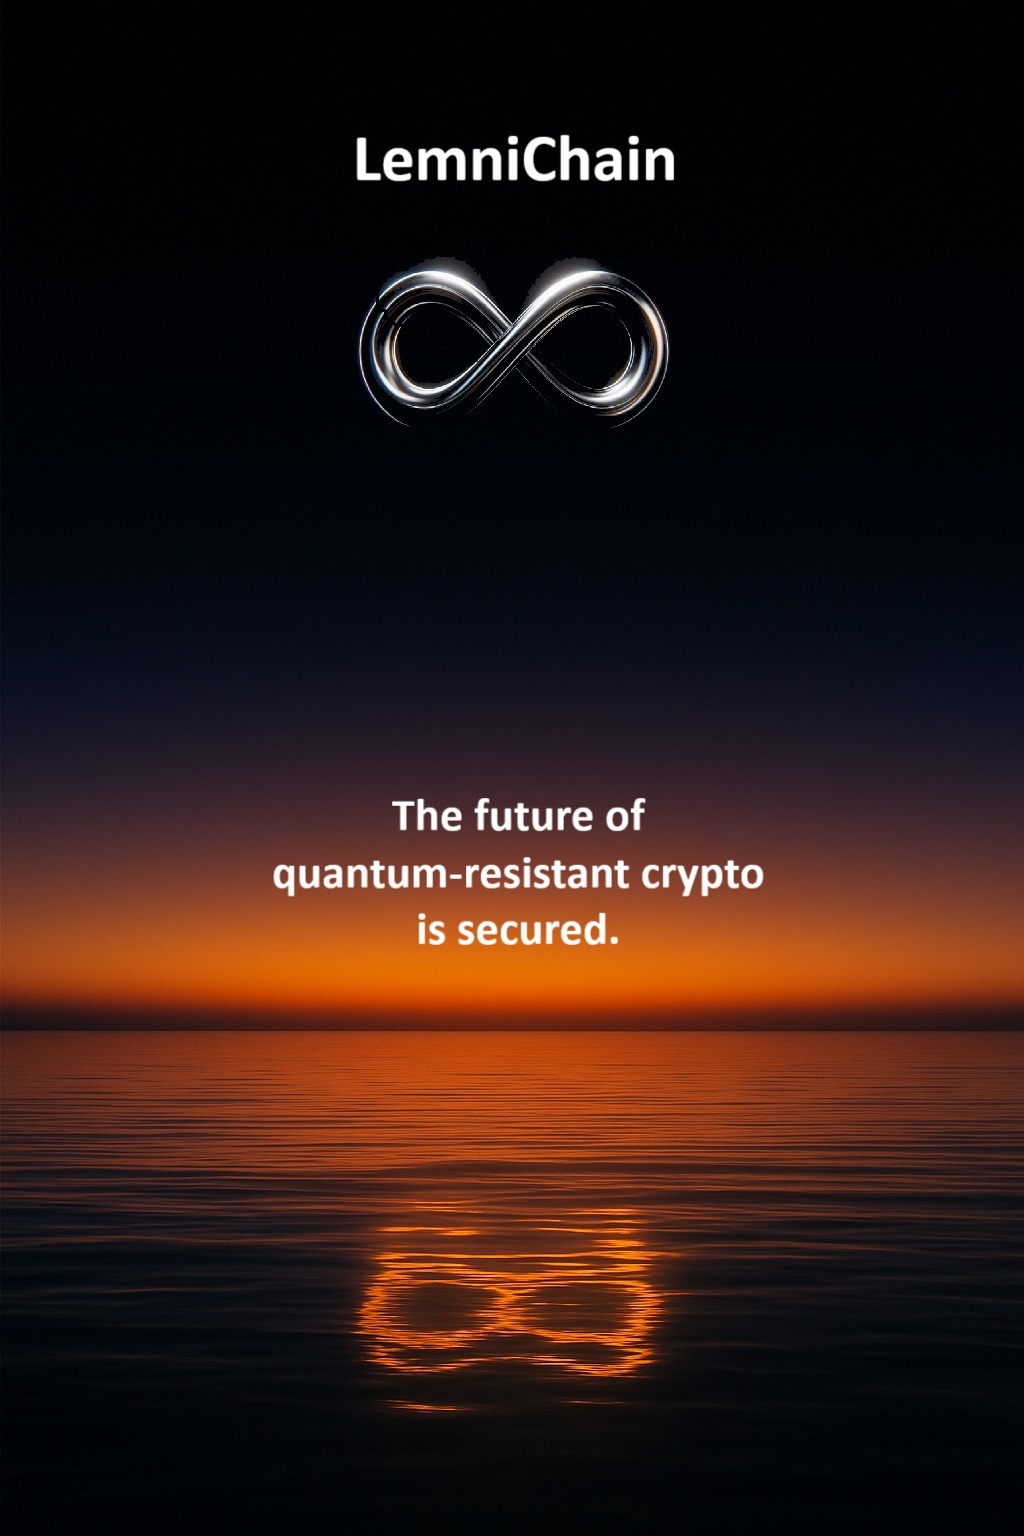 LemniChain
The future of
quantum-resistant crypto
is secured.